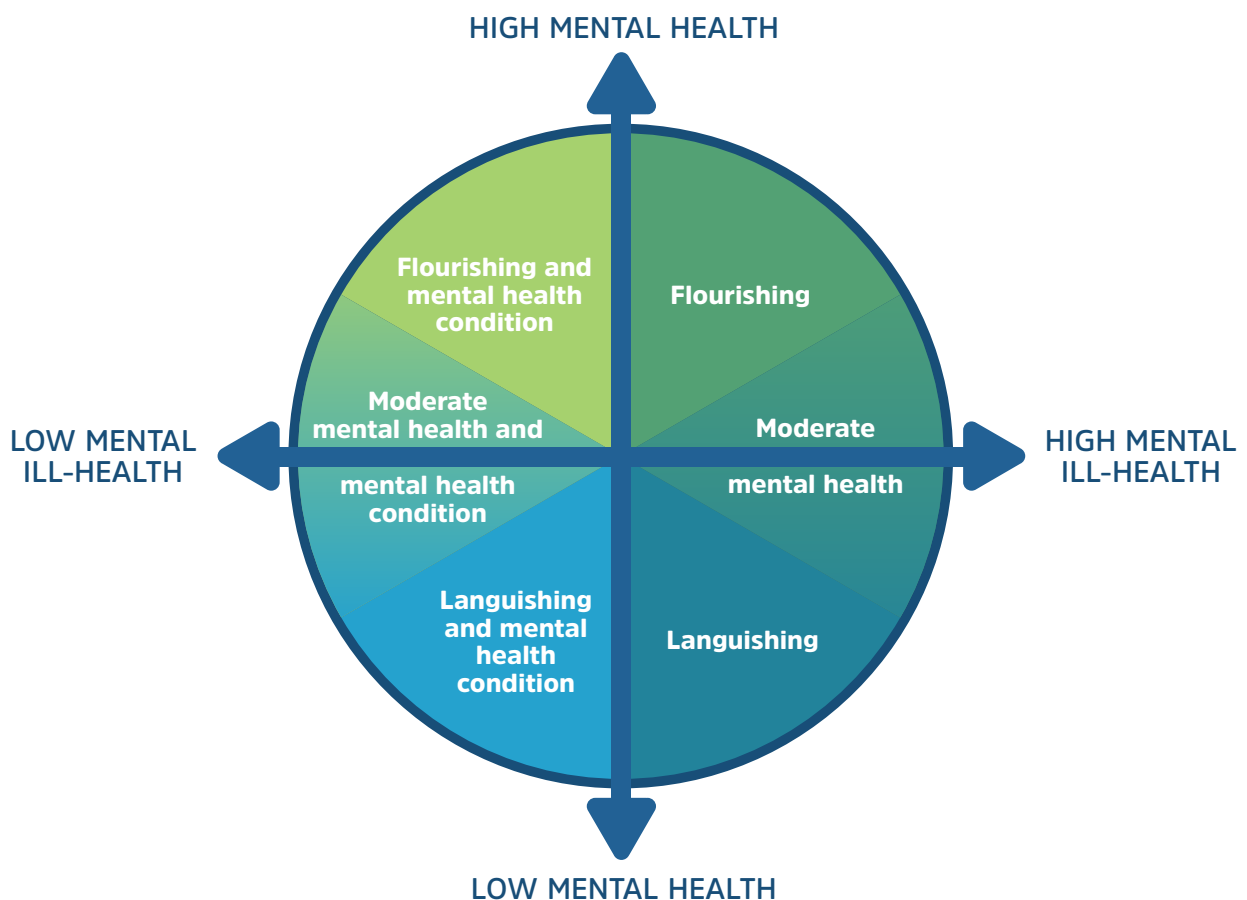 HIGH MENTAL HEALTH
Flourishing and
mental health
condition
Flourishing
Moderate
mental health and
mental health
condition
Moderate
mental health
LOW MENTAL
ILL-HEALTH
HIGH MENTAL
ILL-HEALTH
Languishing
and mental
health
condition
Languishing
LOW MENTAL HEALTH